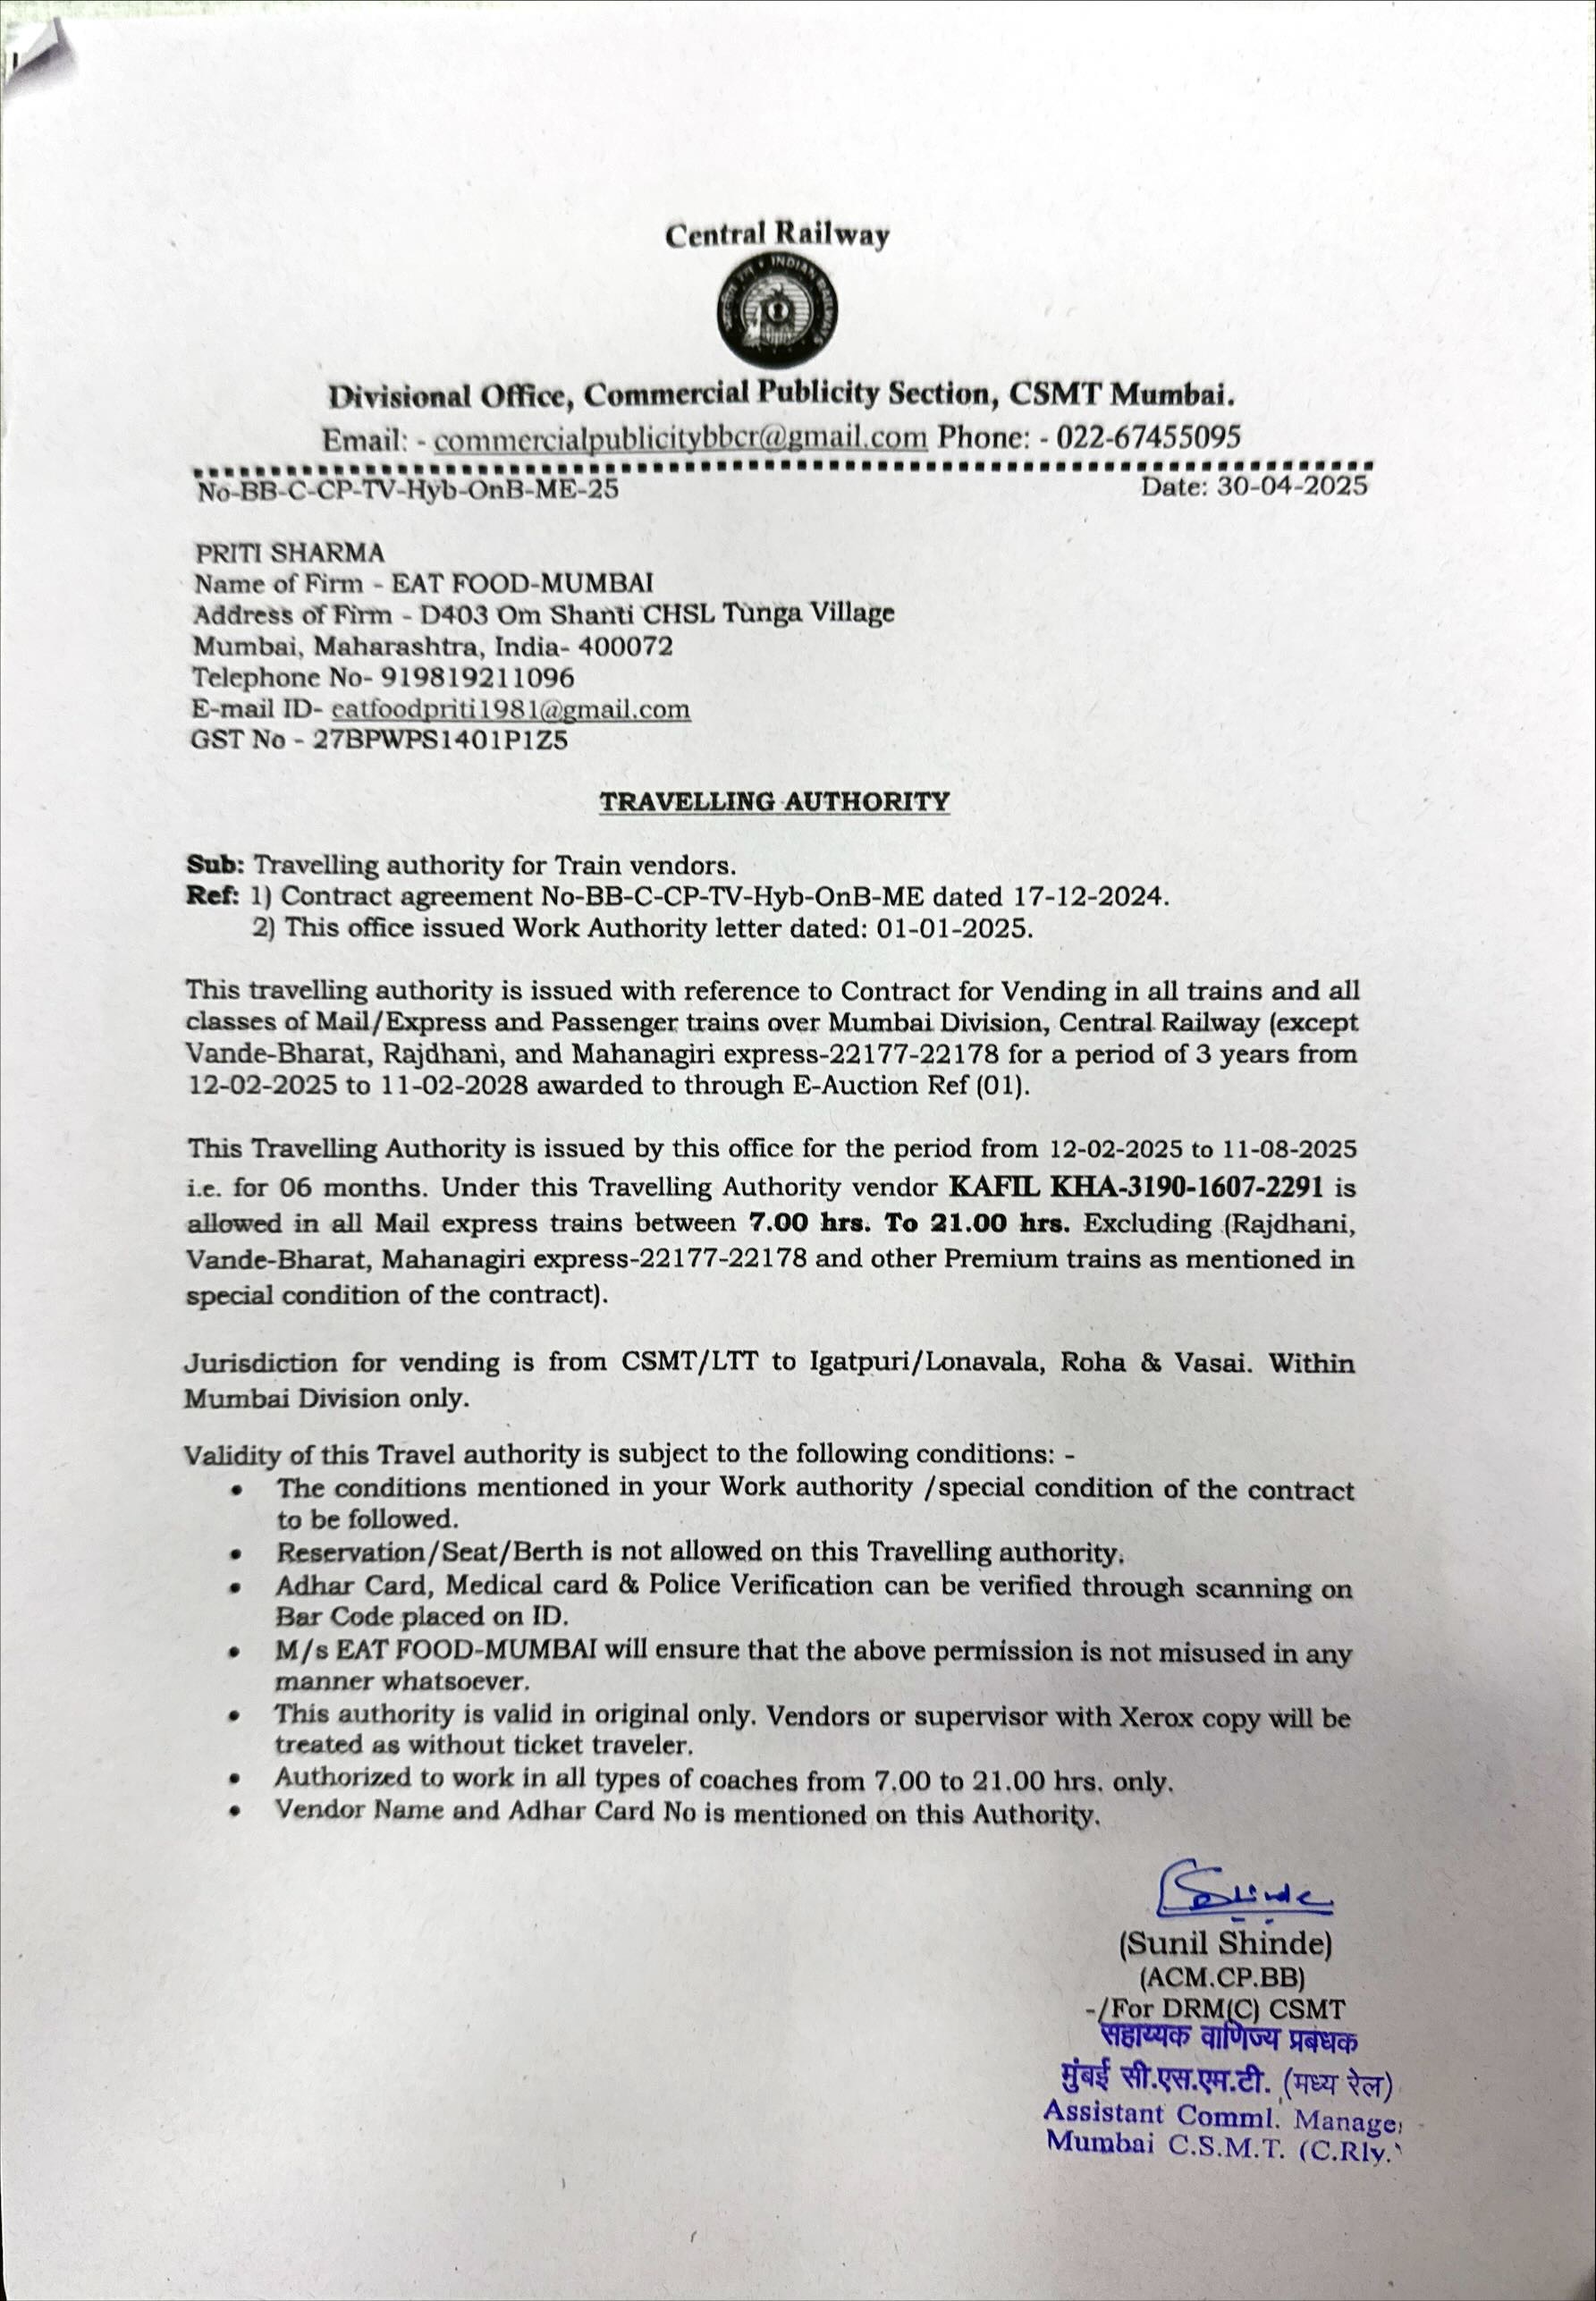 Central Railway
INDIAN RAILWAYS
Divisional Office, Commercial Publicity Section, CSMT Mumbai.
Email: - commercialpublicitybbcr@gmail.com Phone: - 022-67455095
No-BB-C-CP-TV-Hyb-OnB-ME-25 Date: 30-04-2025
PRITI SHARMA
Name of Firm - EAT FOOD-MUMBAI
Address of Firm - D403 Om Shanti CHSL Tunga Village
Mumbai, Maharashtra, India- 400072
Telephone No- 919819211096
E-mail ID- eatfoodpriti1981@gmail.com
GST No - 27BPWPS1401P1Z5
TRAVELLING AUTHORITY
Sub: Travelling authority for Train vendors.
Ref: 1) Contract agreement No-BB-C-CP-TV-Hyb-OnB-ME dated 17-12-2024.
2) This office issued Work Authority letter dated: 01-01-2025.
This travelling authority is issued with reference to Contract for Vending in all trains and all
classes of Mail/Express and Passenger trains over Mumbai Division, Central Railway (except
Vande-Bharat, Rajdhani, and Mahanagiri express-22177-22178 for a period of 3 years from
12-02-2025 to 11-02-2028 awarded to through E-Auction Ref (01).
This Travelling Authority is issued by this office for the period from 12-02-2025 to 11-08-2025
i.e. for 06 months. Under this Travelling Authority vendor KAFIL KHA-3190-1607-2291 is
allowed in all Mail express trains between 7.00 hrs. To 21.00 hrs. Excluding (Rajdhani,
Vande-Bharat, Mahanagiri express-22177-22178 and other Premium trains as mentioned in
special condition of the contract).
Jurisdiction for vending is from CSMT/LTT to Igatpuri/Lonavala, Roha & Vasai. Within
Mumbai Division only.
Validity of this Travel authority is subject to the following conditions: -
• The conditions mentioned in your Work authority /special condition of the contract
to be followed.
• Reservation/Seat/Berth is not allowed on this Travelling authority.
• Adhar Card, Medical card & Police Verification can be verified through scanning on
Bar Code placed on ID.
• M/s EAT FOOD-MUMBAI will ensure that the above permission is not misused in any
manner whatsoever.
• This authority is valid in original only. Vendors or supervisor with Xerox copy will be
treated as without ticket traveler.
• Authorized to work in all types of coaches from 7.00 to 21.00 hrs. only.
• Vendor Name and Adhar Card No is mentioned on this Authority.
Shinde
(Sunil Shinde)
(ACM.CP.BB)
-/For DRM(C) CSMT
सहाय्यक वाणिज्य प्रबंधक
मुंबई सी.एस.एम.टी. (मध्य रेल)
Assistant Comml. Manager
Mumbai C.S.M.T. (C.Rly.